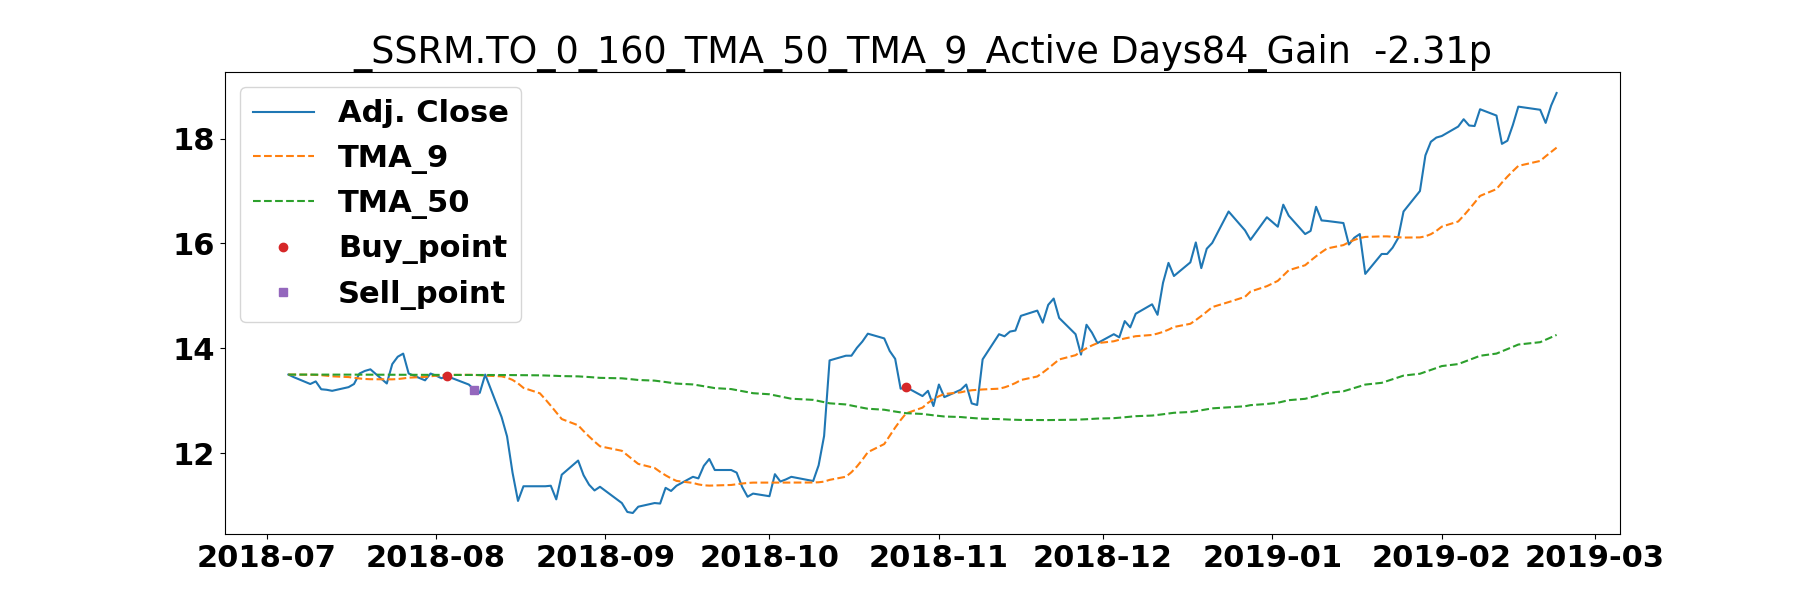 _SSRM.TO_0_160_TMA_50_TMA_9_Active Days84_Gain  -2.31p
Adj. Close
TMA_9
TMA_50
Buy_point
Sell_point
18
16
14
12
2018-07 2018-08 2018-09 2018-10 2018-11 2018-12 2019-01 2019-02 2019-03